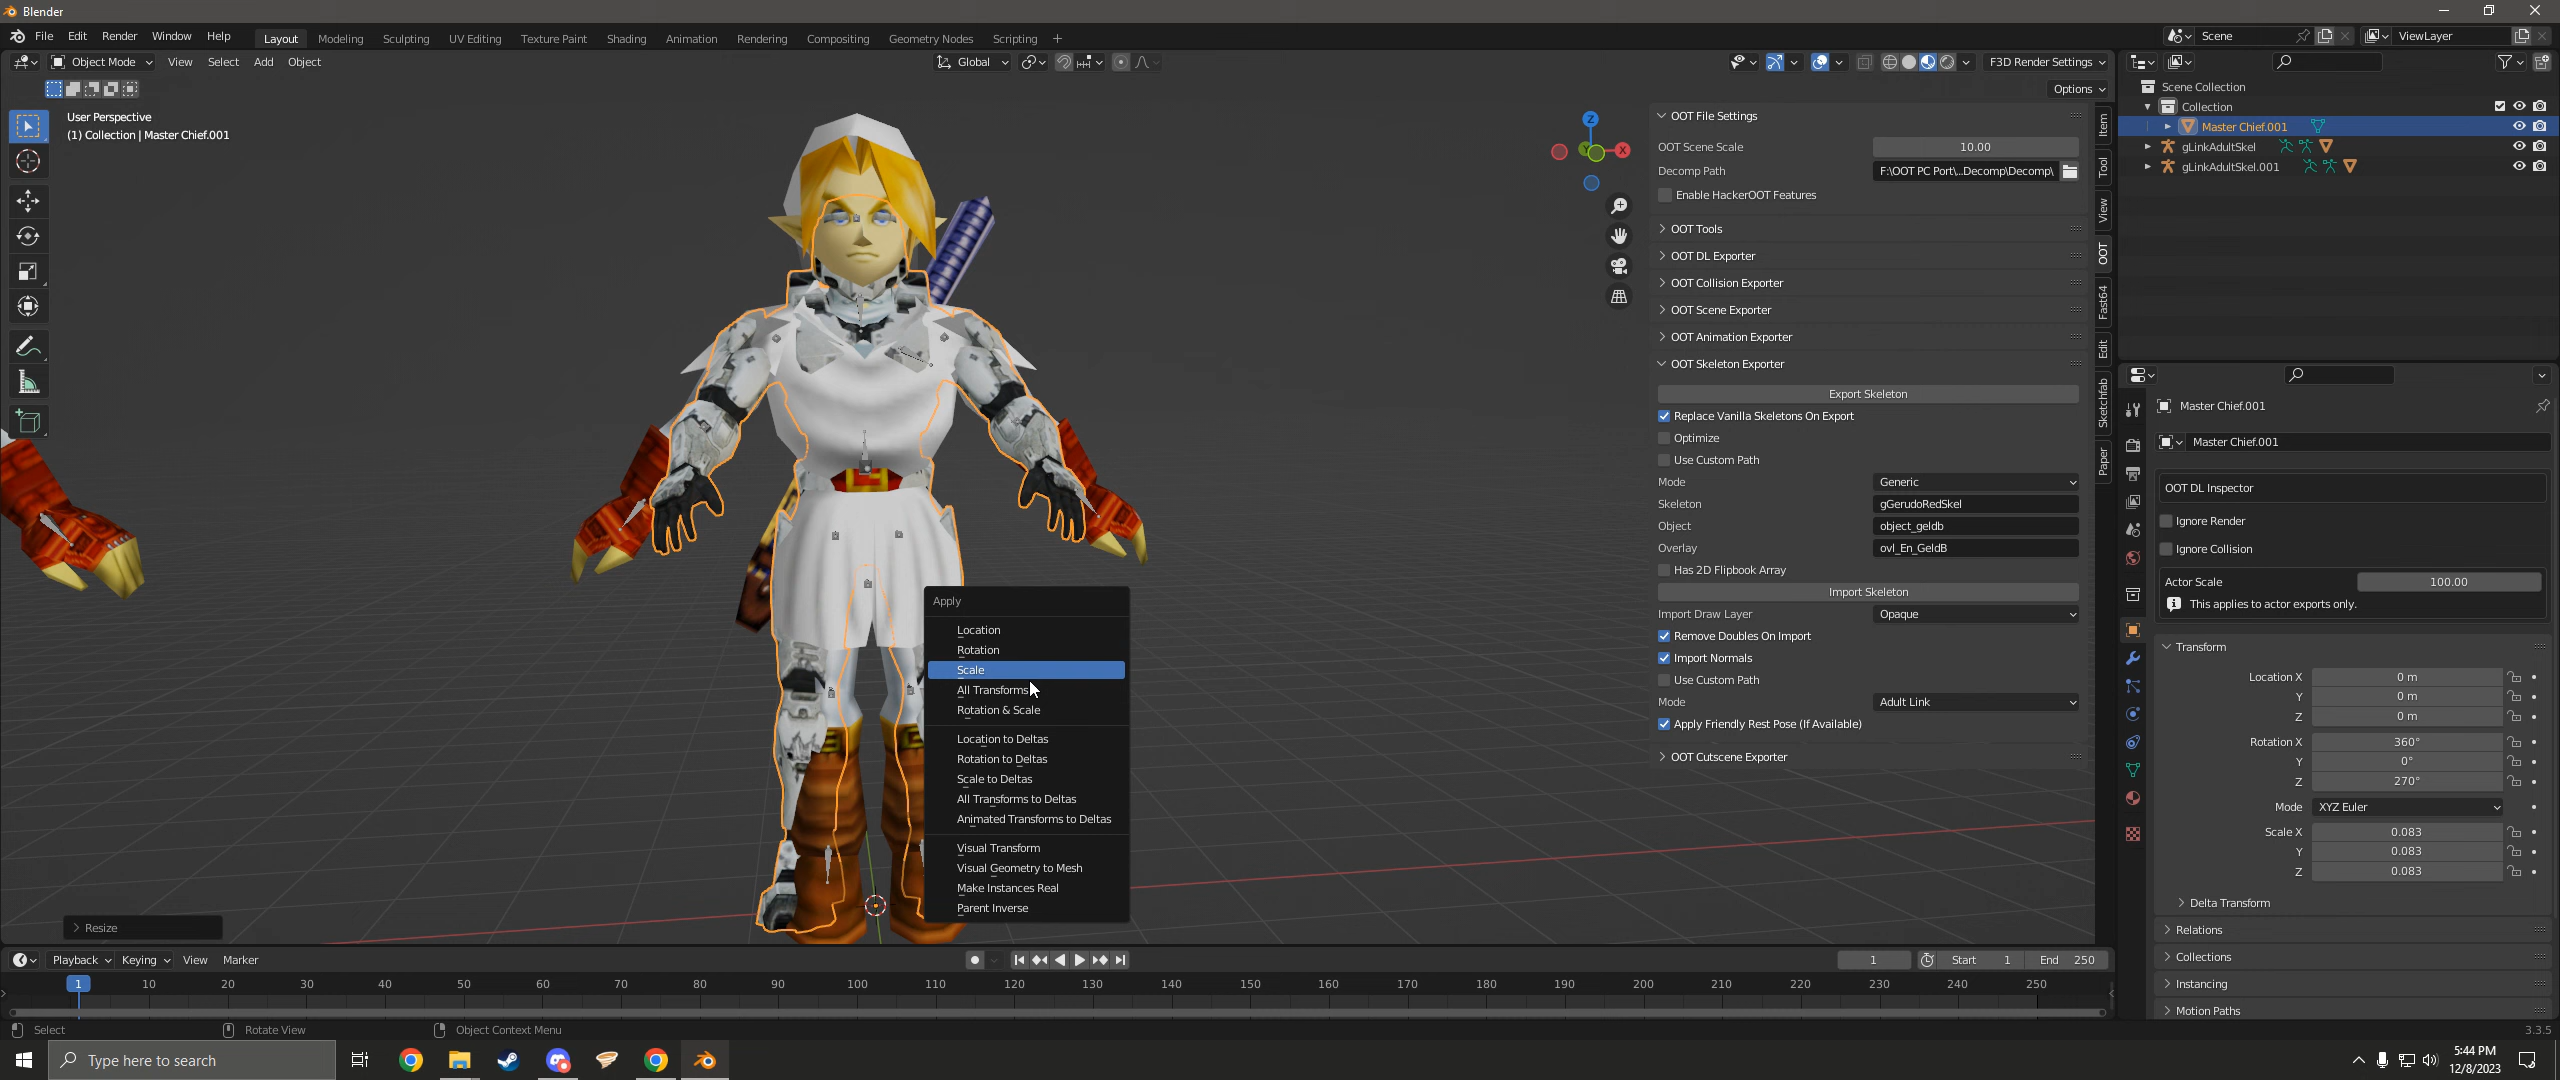 Blender
File Edit Render Window Help Layout Modeling Sculpting UV Editing Texture Paint Shading Animation Rendering Compositing Geometry Nodes Scripting + Scene ViewLayer
Object Mode View Select Add Object Global F3D Render Settings
Options
User Perspective
(1) Collection | Master Chief.001
Z
X
Y
OOT File Settings
OOT Scene Scale 10.00
Decomp Path F:\OOT PC Port\...Decomp\Decomp\
Enable HackerOOT Features
OOT Tools
OOT DL Exporter
OOT Collision Exporter
OOT Scene Exporter
OOT Animation Exporter
OOT Skeleton Exporter
Export Skeleton
Replace Vanilla Skeletons On Export
Optimize
Use Custom Path
Mode Generic
Skeleton gGerudoRedSkel
Object object_geldb
Overlay ovl_En_GeldB
Has 2D Flipbook Array
Import Skeleton
Import Draw Layer Opaque
Remove Doubles On Import
Import Normals
Use Custom Path
Mode Adult Link
Apply Friendly Rest Pose (If Available)
OOT Cutscene Exporter
Item
Tool
View
OOT
Fast64
Edit
Sketchfab
Paper
Scene Collection
Collection
Master Chief.001
gLinkAdultSkel
gLinkAdultSkel.001
Master Chief.001
Master Chief.001
OOT DL Inspector
Ignore Render
Ignore Collision
Actor Scale 100.00
This applies to actor exports only.
Transform
Location X 0 m
Y 0 m
Z 0 m
Rotation X 360°
Y 0°
Z 270°
Mode XYZ Euler
Scale X 0.083
Y 0.083
Z 0.083
Delta Transform
Relations
Collections
Instancing
Motion Paths
Apply
Location
Rotation
Scale
All Transforms
Rotation & Scale
Location to Deltas
Rotation to Deltas
Scale to Deltas
All Transforms to Deltas
Animated Transforms to Deltas
Visual Transform
Visual Geometry to Mesh
Make Instances Real
Parent Inverse
Resize
Playback Keying View Marker 1 Start 1 End 250
1 10 20 30 40 50 60 70 80 90 100 110 120 130 140 150 160 170 180 190 200 210 220 230 240 250
Select Rotate View Object Context Menu 3.3.5
Type here to search
5:44 PM
12/8/2023